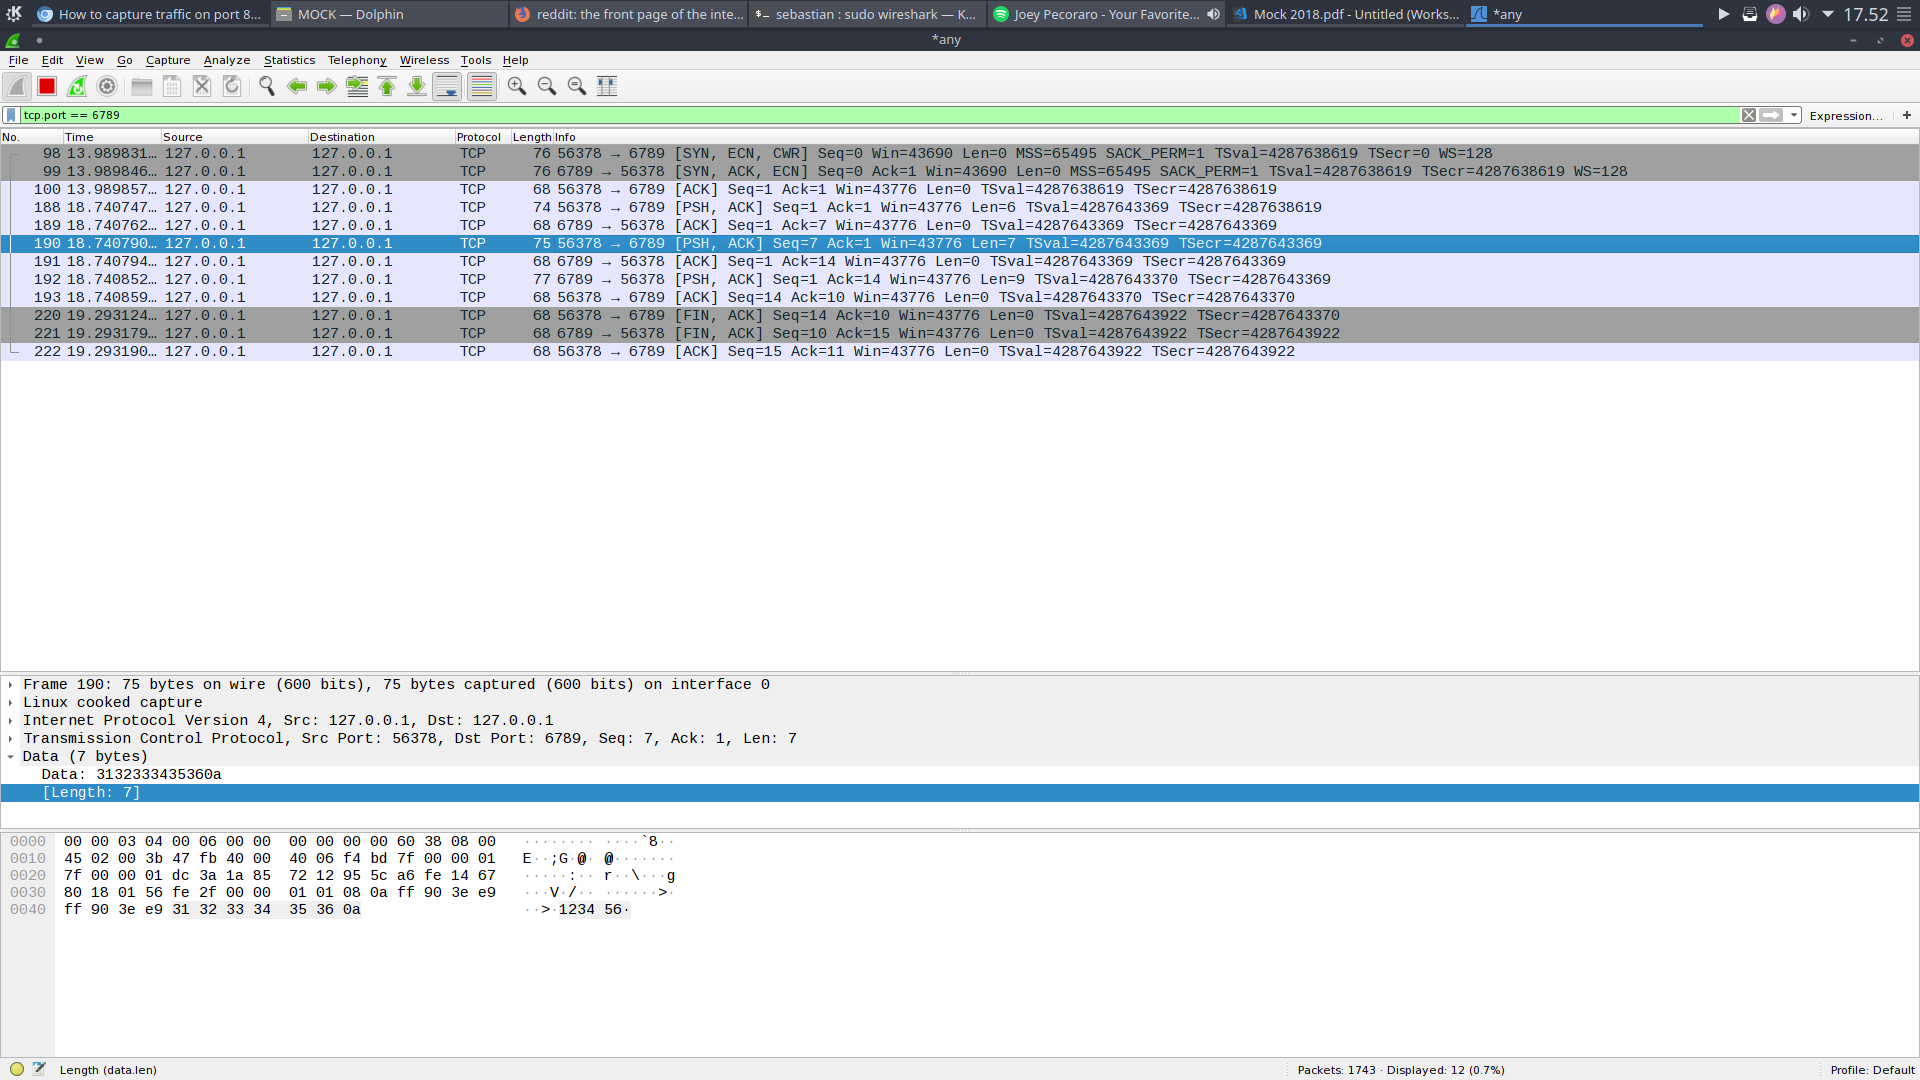 How to capture traffic on port 8... MOCK — Dolphin reddit: the front page of the inte... sebastian : sudo wireshark — K... Joey Pecoraro - Your Favorite... Mock 2018.pdf - Untitled (Works... *any 17.52
*any
File Edit View Go Capture Analyze Statistics Telephony Wireless Tools Help
tcp.port == 6789 Expression... +
No. Time Source Destination Protocol Length Info
98 13.989831... 127.0.0.1 127.0.0.1 TCP 76 56378 → 6789 [SYN, ECN, CWR] Seq=0 Win=43690 Len=0 MSS=65495 SACK_PERM=1 TSval=4287638619 TSecr=0 WS=128
99 13.989846... 127.0.0.1 127.0.0.1 TCP 76 6789 → 56378 [SYN, ACK, ECN] Seq=0 Ack=1 Win=43690 Len=0 MSS=65495 SACK_PERM=1 TSval=4287638619 TSecr=4287638619 WS=128
100 13.989857... 127.0.0.1 127.0.0.1 TCP 68 56378 → 6789 [ACK] Seq=1 Ack=1 Win=43776 Len=0 TSval=4287638619 TSecr=4287638619
188 18.740747... 127.0.0.1 127.0.0.1 TCP 74 56378 → 6789 [PSH, ACK] Seq=1 Ack=1 Win=43776 Len=6 TSval=4287643369 TSecr=4287638619
189 18.740762... 127.0.0.1 127.0.0.1 TCP 68 6789 → 56378 [ACK] Seq=1 Ack=7 Win=43776 Len=0 TSval=4287643369 TSecr=4287643369
190 18.740790... 127.0.0.1 127.0.0.1 TCP 75 56378 → 6789 [PSH, ACK] Seq=7 Ack=1 Win=43776 Len=7 TSval=4287643369 TSecr=4287643369
191 18.740794... 127.0.0.1 127.0.0.1 TCP 68 6789 → 56378 [ACK] Seq=1 Ack=14 Win=43776 Len=0 TSval=4287643369 TSecr=4287643369
192 18.740852... 127.0.0.1 127.0.0.1 TCP 77 6789 → 56378 [PSH, ACK] Seq=1 Ack=14 Win=43776 Len=9 TSval=4287643370 TSecr=4287643369
193 18.740859... 127.0.0.1 127.0.0.1 TCP 68 56378 → 6789 [ACK] Seq=14 Ack=10 Win=43776 Len=0 TSval=4287643370 TSecr=4287643370
220 19.293124... 127.0.0.1 127.0.0.1 TCP 68 56378 → 6789 [FIN, ACK] Seq=14 Ack=10 Win=43776 Len=0 TSval=4287643922 TSecr=4287643370
221 19.293179... 127.0.0.1 127.0.0.1 TCP 68 6789 → 56378 [FIN, ACK] Seq=10 Ack=15 Win=43776 Len=0 TSval=4287643922 TSecr=4287643922
222 19.293190... 127.0.0.1 127.0.0.1 TCP 68 56378 → 6789 [ACK] Seq=15 Ack=11 Win=43776 Len=0 TSval=4287643922 TSecr=4287643922
Frame 190: 75 bytes on wire (600 bits), 75 bytes captured (600 bits) on interface 0
Linux cooked capture
Internet Protocol Version 4, Src: 127.0.0.1, Dst: 127.0.0.1
Transmission Control Protocol, Src Port: 56378, Dst Port: 6789, Seq: 7, Ack: 1, Len: 7
Data (7 bytes)
Data: 3132333435360a
[Length: 7]
0000 00 00 03 04 00 06 00 00 00 00 00 00 60 38 08 00 ········ ····`8··
0010 45 02 00 3b 47 fb 40 00 40 06 f4 bd 7f 00 00 01 E··;G·@· @·······
0020 7f 00 00 01 dc 3a 1a 85 72 12 95 5c a6 fe 14 67 ·····:·· r··\···g
0030 80 18 01 56 fe 2f 00 00 01 01 08 0a ff 90 3e e9 ···V·/·· ······>·
0040 ff 90 3e e9 31 32 33 34 35 36 0a ··>·1234 56·
Length (data.len) Packets: 1743 · Displayed: 12 (0.7%) Profile: Default